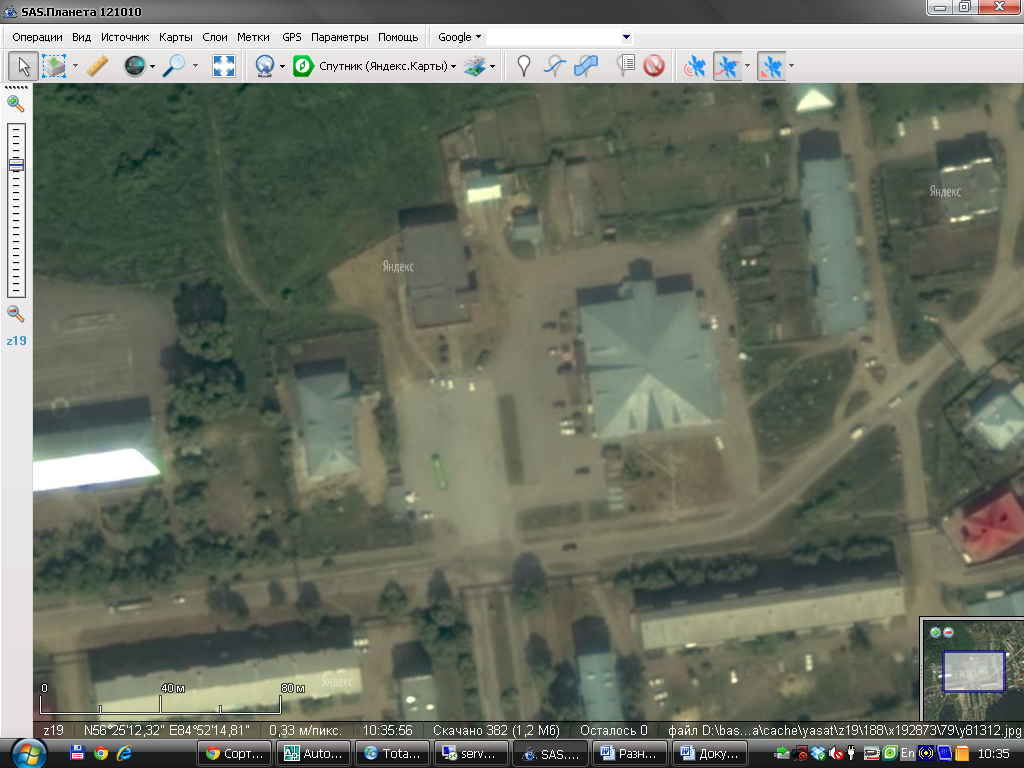 SAS.Планета 121010
Операции Вид Источник Карты Слои Метки GPS Параметры Помощь Google
Спутник (Яндекс.Карты)
z19
Яндекс
Яндекс
Яндекс
0 40 м 80 м
z19 N56°25'12,32" E84°52'14,81" 0,33 м/пикс. 10:35:56 Скачано 382 (1,2 Мб) Осталось 0 файл D:\bas...a\cache\yasat\z19\188\x192873\79\y81312.jpg
Сорт... Auto... Tota... serv... SAS.... Разн... Доку... En 10:35